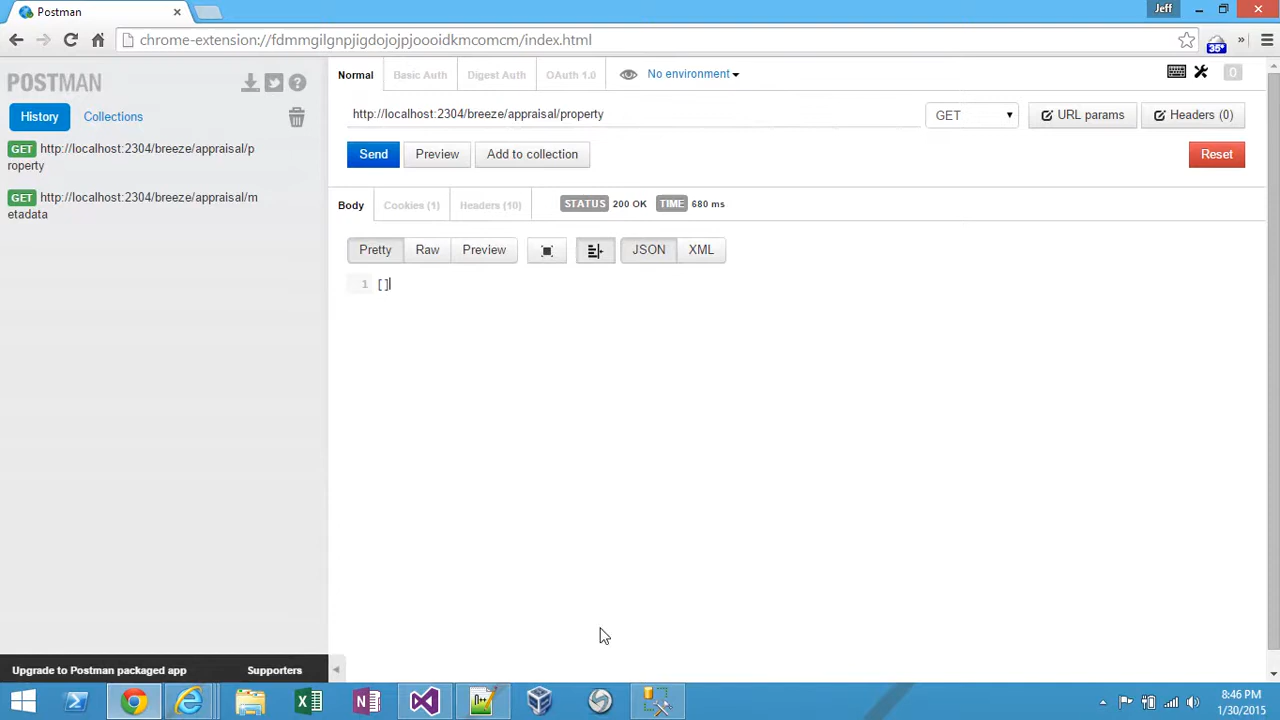 Postman
Jeff
chrome-extension://fdmmgilgnpjigdojojpjoooidkmcomcm/index.html
35°
POSTMAN
Normal
Basic Auth
Digest Auth
OAuth 1.0
No environment
0
History
Collections
http://localhost:2304/breeze/appraisal/property
GET
URL params
Headers (0)
GET http://localhost:2304/breeze/appraisal/p
roperty
Send
Preview
Add to collection
Reset
GET http://localhost:2304/breeze/appraisal/m
etadata
Body
Cookies (1)
Headers (10)
STATUS 200 OK
TIME 680 ms
Pretty
Raw
Preview
JSON
XML
1 []
Upgrade to Postman packaged app
Supporters
8:46 PM
1/30/2015